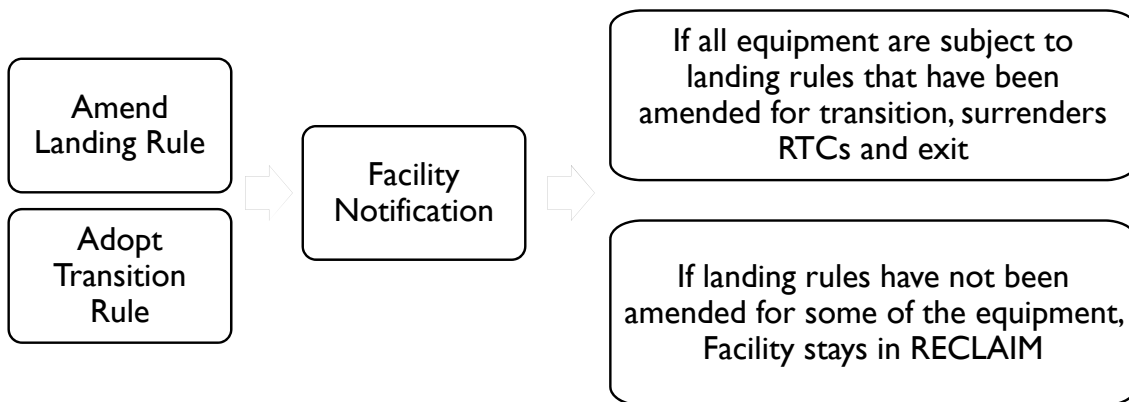 Amend
Landing Rule
Adopt
Transition
Rule
Facility
Notification
If all equipment are subject to
landing rules that have been
amended for transition, surrenders
RTCs and exit
If landing rules have not been
amended for some of the equipment,
Facility stays in RECLAIM